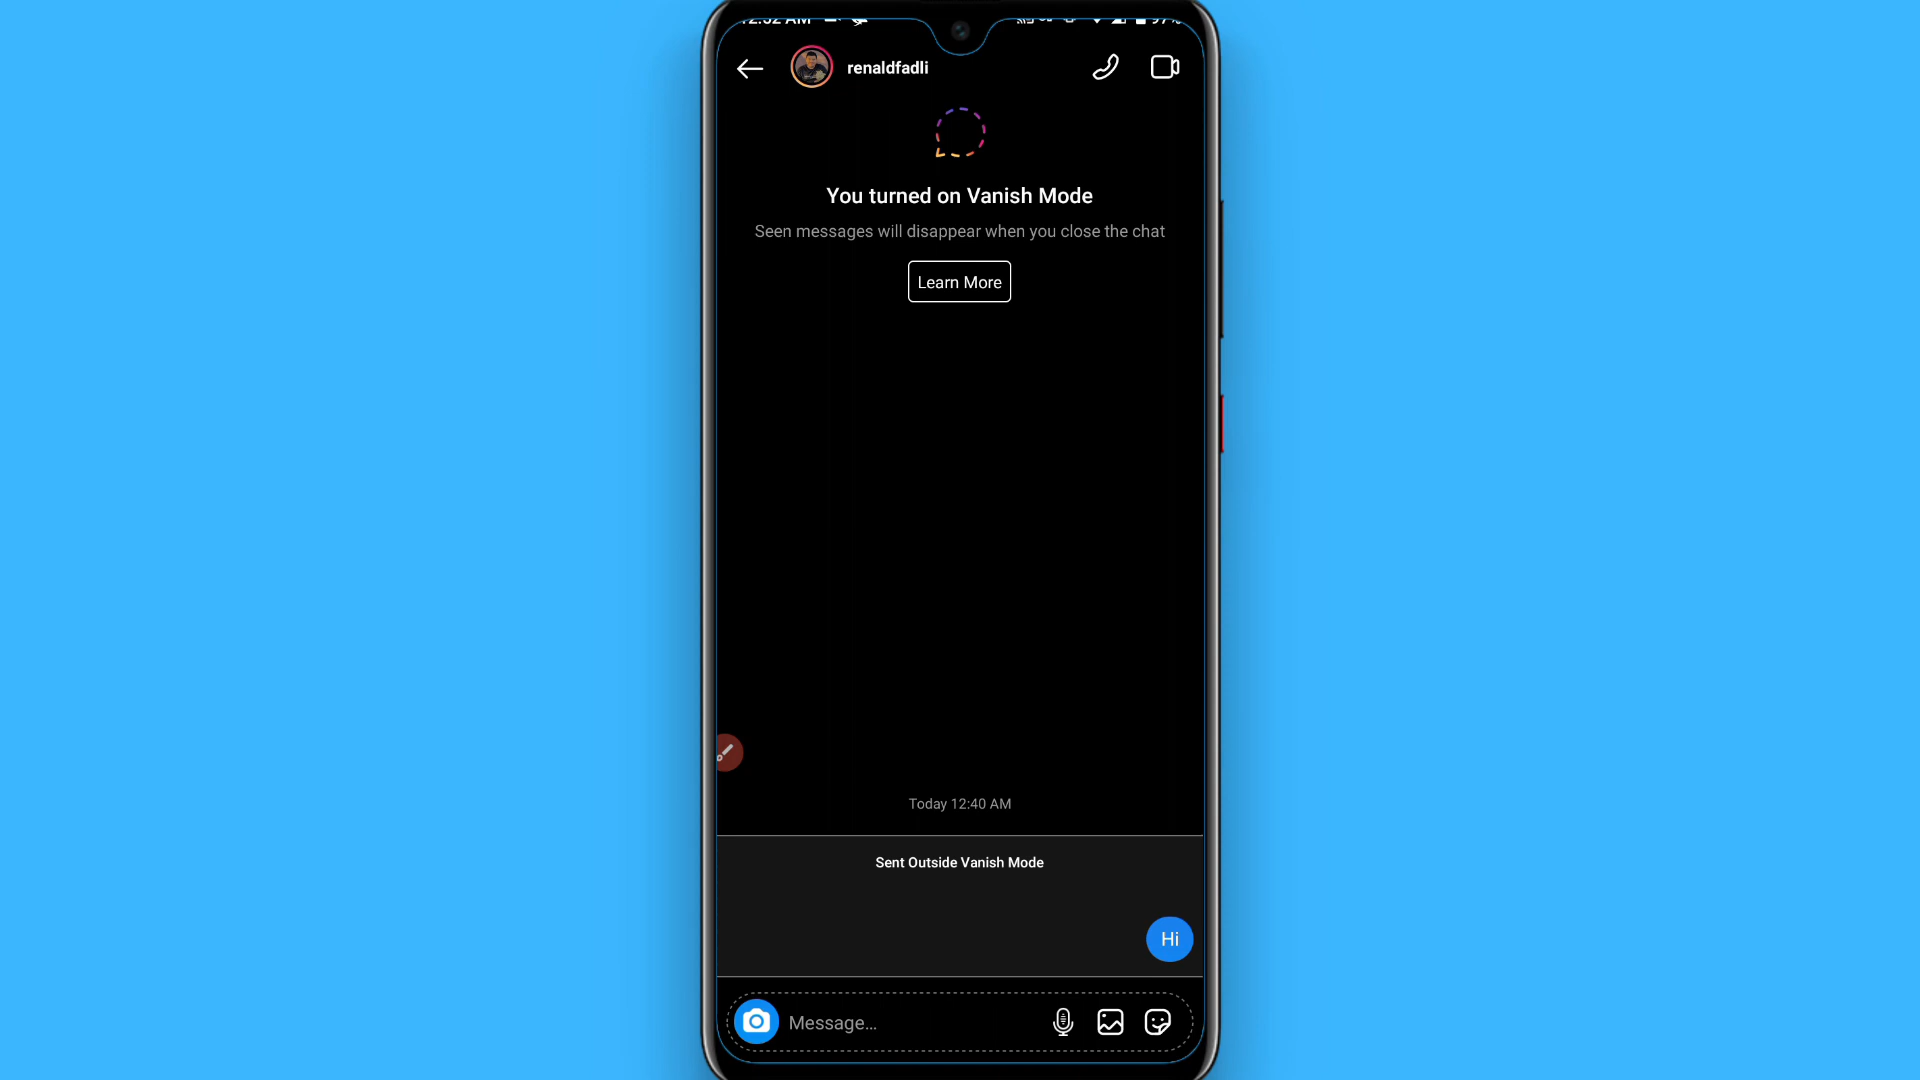 renaldfadli
You turned on Vanish Mode
Seen messages will disappear when you close the chat
Learn More
Today 12:40 AM
Sent Outside Vanish Mode
Hi
Message...